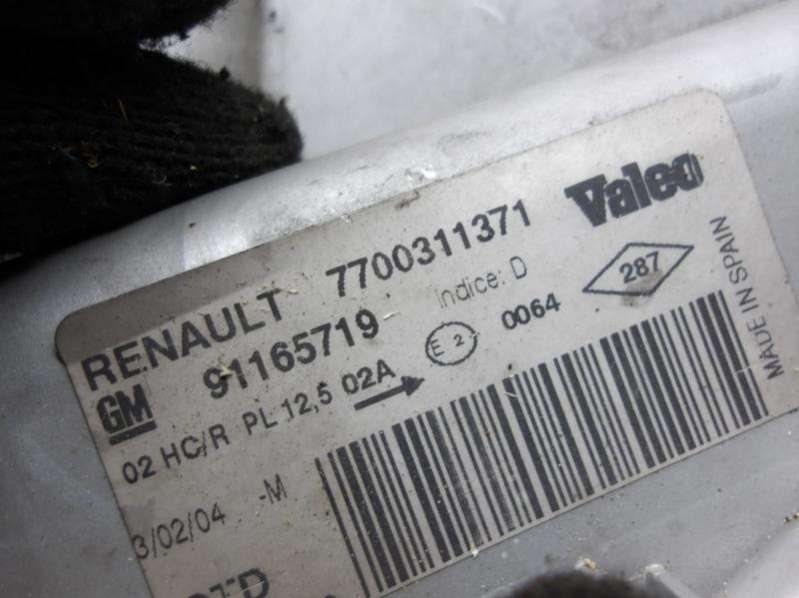 Valeo
RENAULT 7700311371
Indice: D
GM 91165719
E 2 0064 287
02 HC/R PL 12,5 02A
MADE IN SPAIN
3/02/04 -M